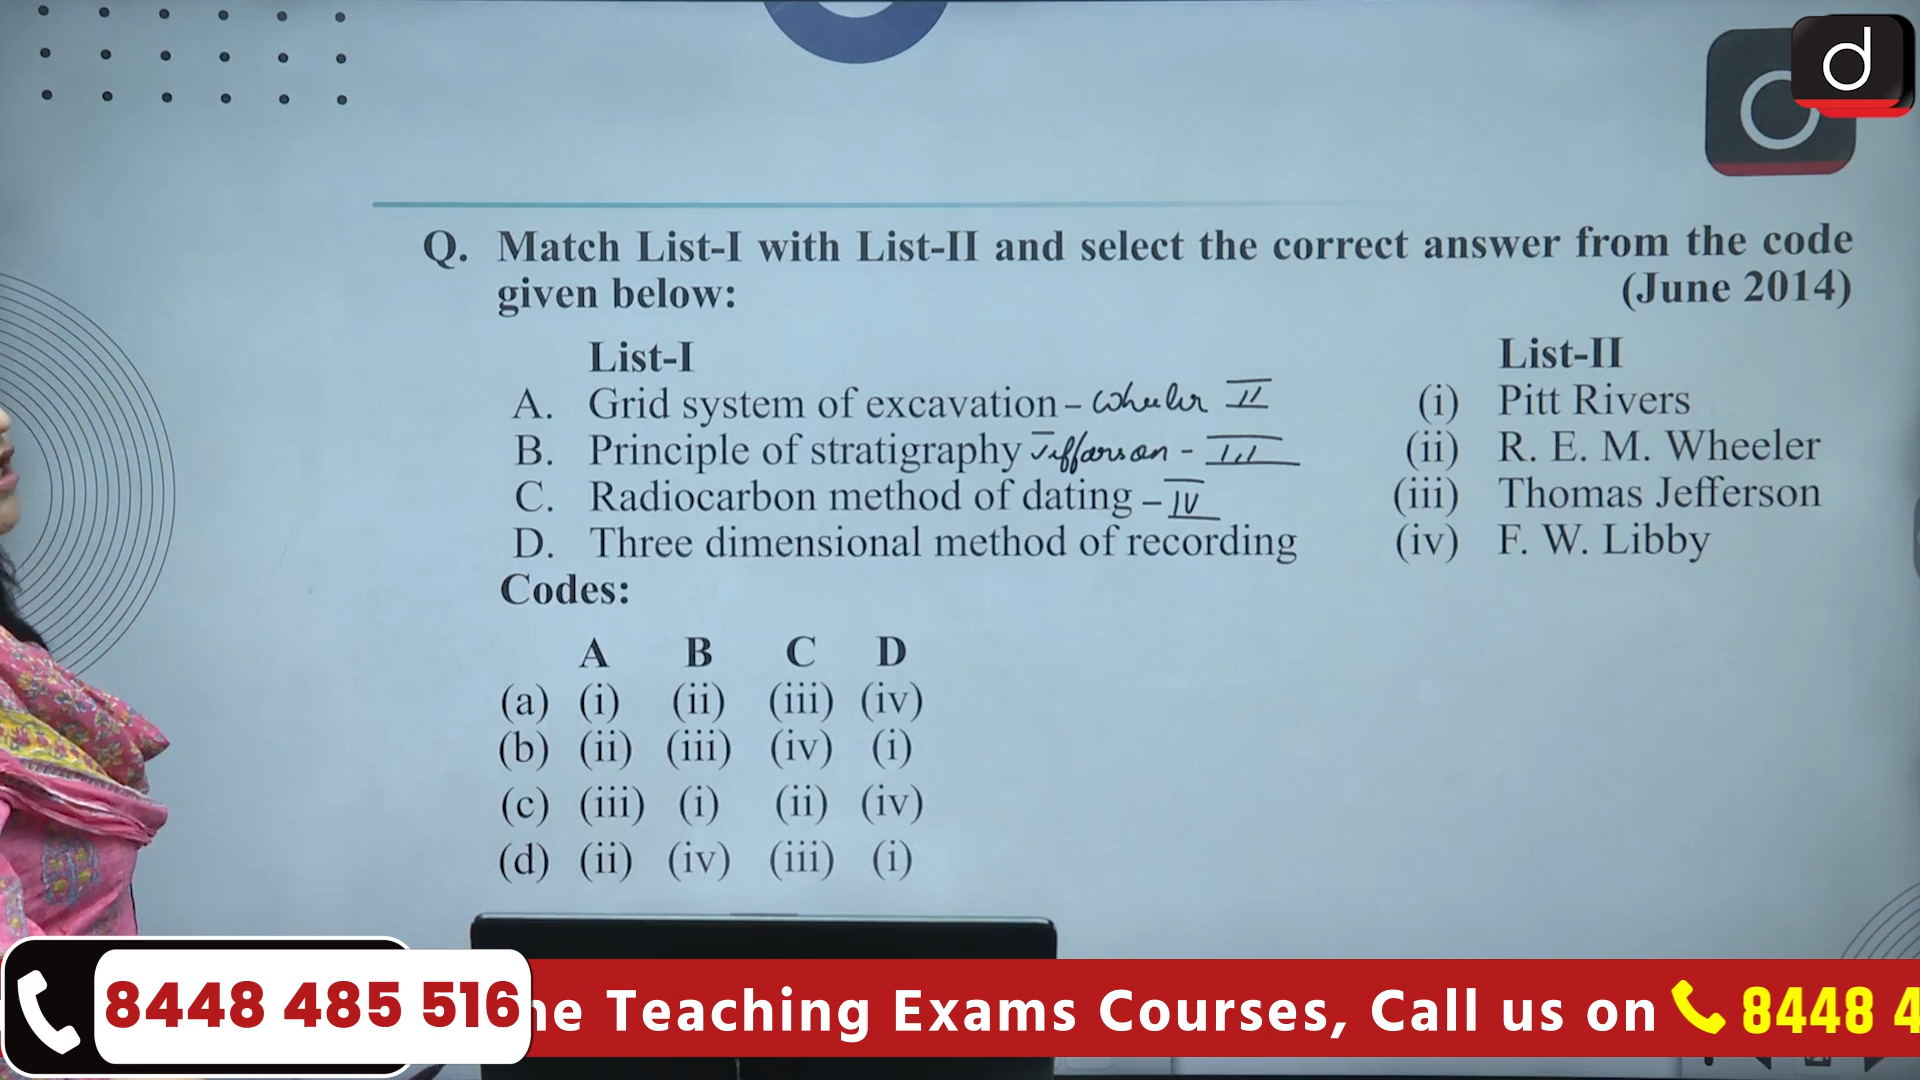 d
Q. Match List-I with List-II and select the correct answer from the code
given below: (June 2014)
List-I List-II
A. Grid system of excavation – Wheeler II (i) Pitt Rivers
B. Principle of stratigraphy Jefferson - III (ii) R. E. M. Wheeler
C. Radiocarbon method of dating – IV (iii) Thomas Jefferson
D. Three dimensional method of recording (iv) F. W. Libby
Codes:
A B C D
(a) (i) (ii) (iii) (iv)
(b) (ii) (iii) (iv) (i)
(c) (iii) (i) (ii) (iv)
(d) (ii) (iv) (iii) (i)
8448 485 516 ne Teaching Exams Courses, Call us on 8448 4